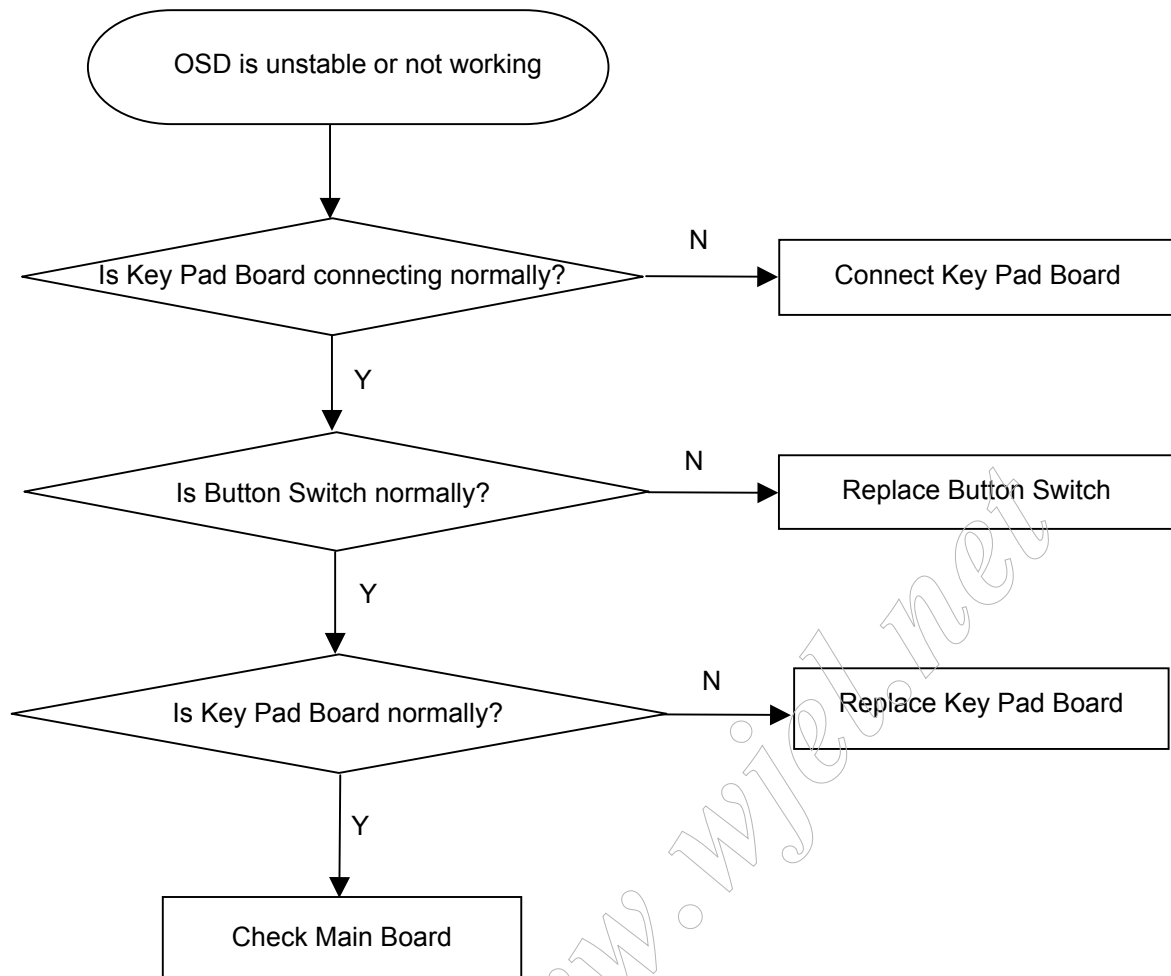 OSD is unstable or not working
N
Is Key Pad Board connecting normally?
Connect Key Pad Board
Y
N
Is Button Switch normally?
Replace Button Switch
Y
N
Is Key Pad Board normally?
Replace Key Pad Board
Y
Check Main Board
w.wjel.net